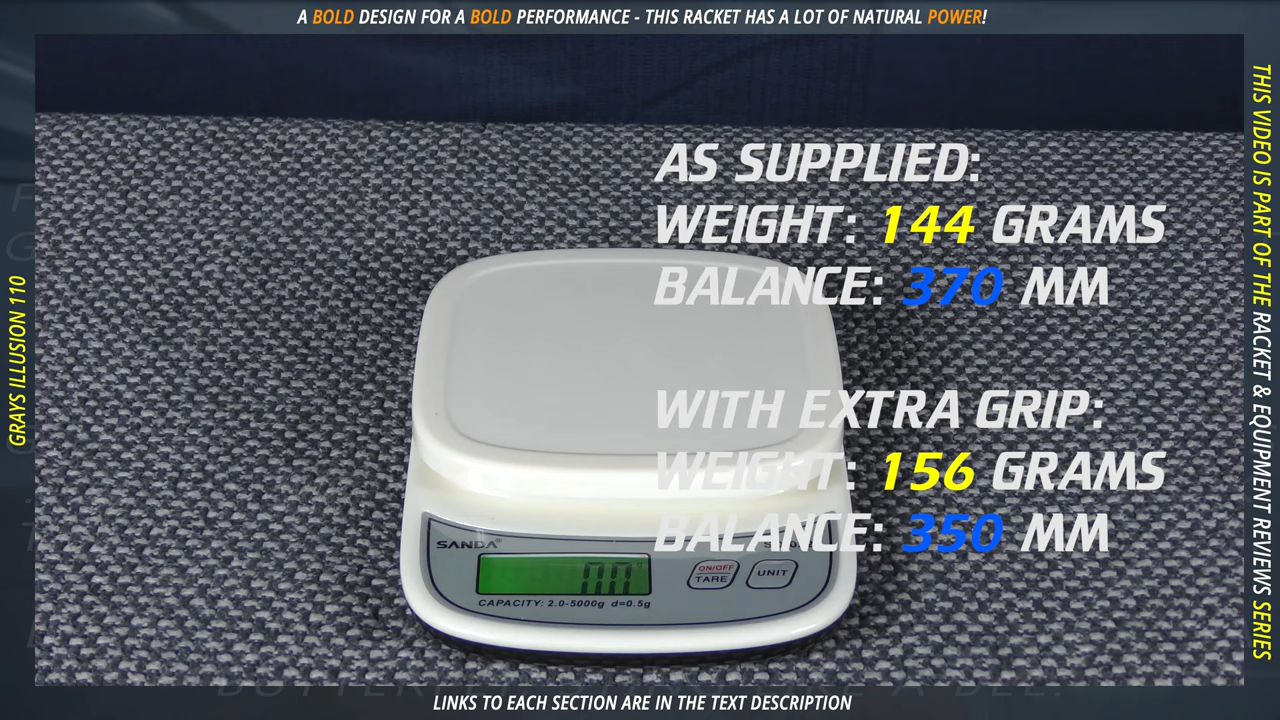 A BOLD DESIGN FOR A BOLD PERFORMANCE - THIS RACKET HAS A LOT OF NATURAL POWER!
GRAYS ILLUSION 110
AS SUPPLIED:
WEIGHT: 144 GRAMS
BALANCE: 370 MM
WITH EXTRA GRIP:
WEIGHT: 156 GRAMS
BALANCE: 350 MM
SANDA®
ON/OFF
TARE
UNIT
CAPACITY: 2.0-5000g d=0.5g
THIS VIDEO IS PART OF THE RACKET & EQUIPMENT REVIEWS SERIES
LINKS TO EACH SECTION ARE IN THE TEXT DESCRIPTION